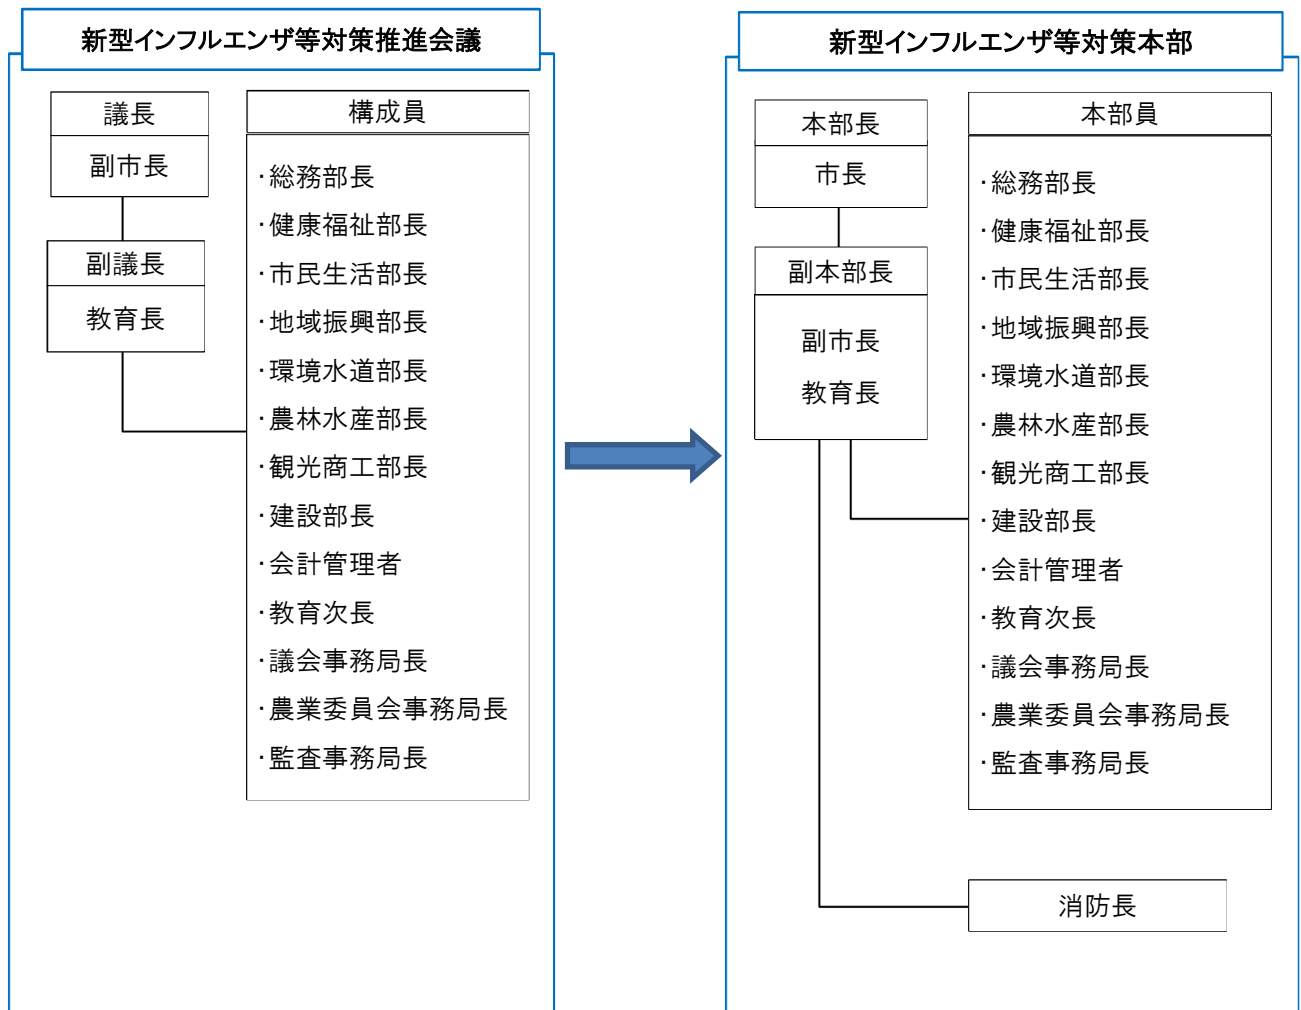 新型インフルエンザ等対策推進会議
議長
副市長
副議長
教育長
構成員
・総務部長
・健康福祉部長
・市民生活部長
・地域振興部長
・環境水道部長
・農林水産部長
・観光商工部長
・建設部長
・会計管理者
・教育次長
・議会事務局長
・農業委員会事務局長
・監査事務局長
新型インフルエンザ等対策本部
本部長
市長
副本部長
副市長
教育長
本部員
・総務部長
・健康福祉部長
・市民生活部長
・地域振興部長
・環境水道部長
・農林水産部長
・観光商工部長
・建設部長
・会計管理者
・教育次長
・議会事務局長
・農業委員会事務局長
・監査事務局長
消防長